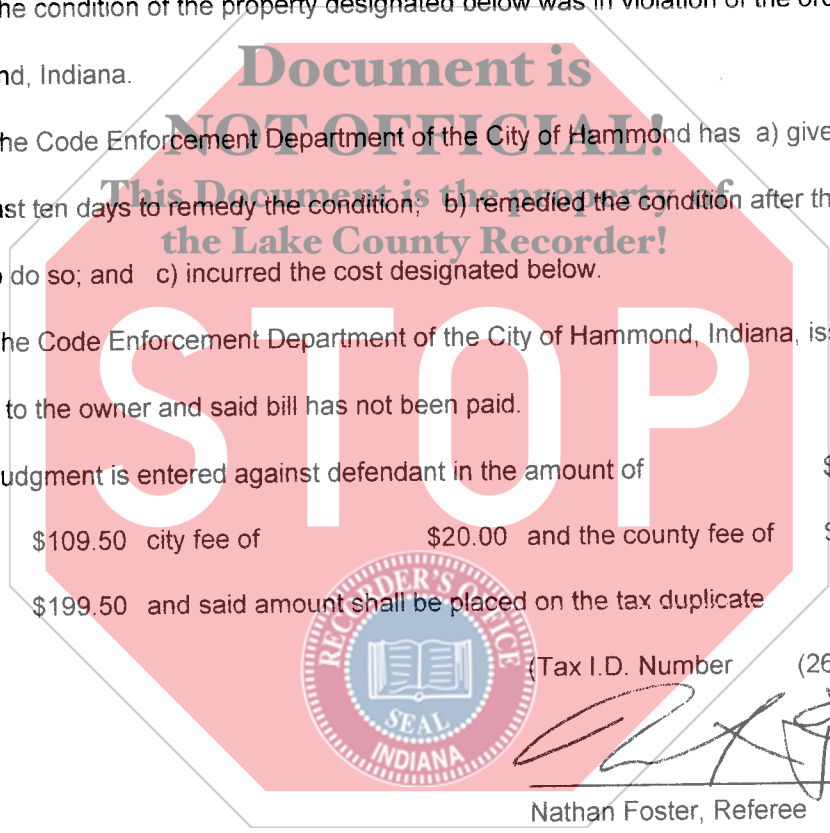 he condition of the property designated below was in violation of the ord
nd, Indiana.
Document is
NOT OFFICIAL!
he Code Enforcement Department of the City of Hammond has a) give
This Document is the property of
st ten days to remedy the condition; b) remedied the condition after th
the Lake County Recorder!
do so; and c) incurred the cost designated below.
STOP
he Code Enforcement Department of the City of Hammond, Indiana, iss
to the owner and said bill has not been paid.
udgment is entered against defendant in the amount of $
$109.50 city fee of $20.00 and the county fee of $
$199.50 and said amount shall be placed on the tax duplicate
RECORDER'S OFFICE
SEAL
INDIANA
(Tax I.D. Number (26
Nathan Foster, Referee